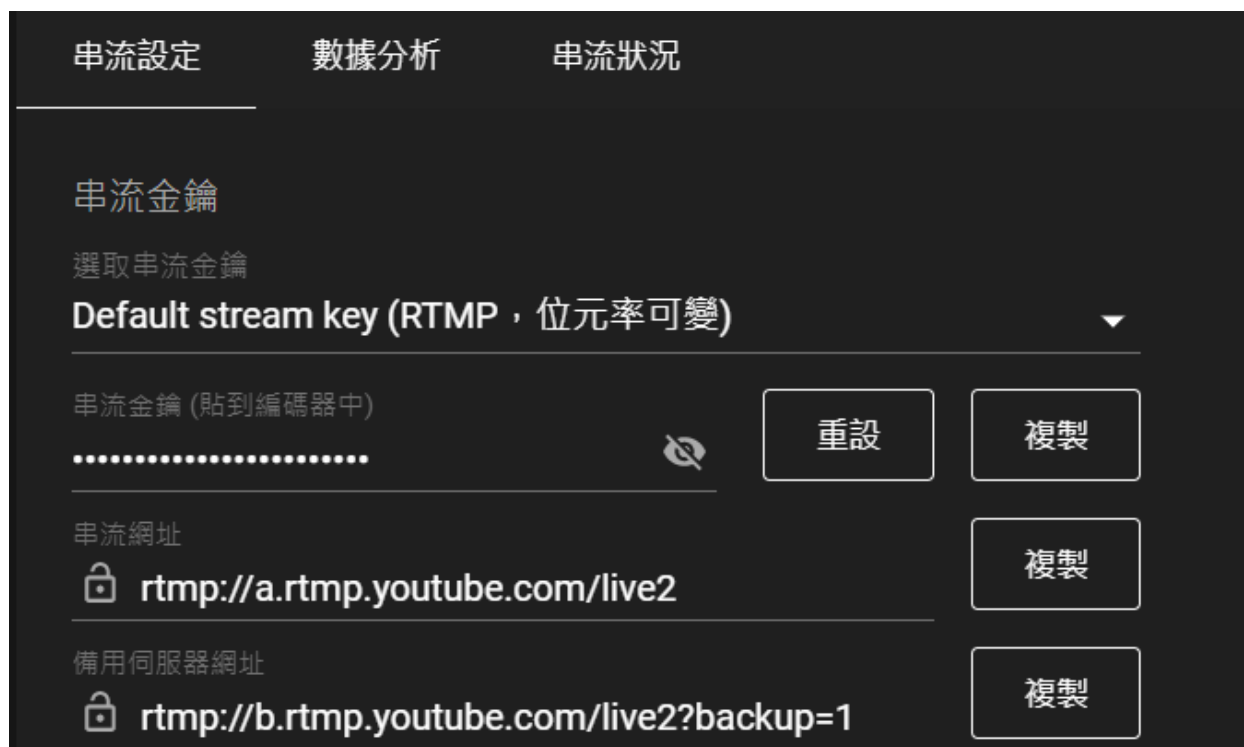 串流設定 數據分析 串流狀況
串流金鑰
選取串流金鑰
Default stream key (RTMP，位元率可變)
串流金鑰 (貼到編碼器中)
•••••••••••••••••••••••• 重設 複製
串流網址
rtmp://a.rtmp.youtube.com/live2 複製
備用伺服器網址
rtmp://b.rtmp.youtube.com/live2?backup=1 複製